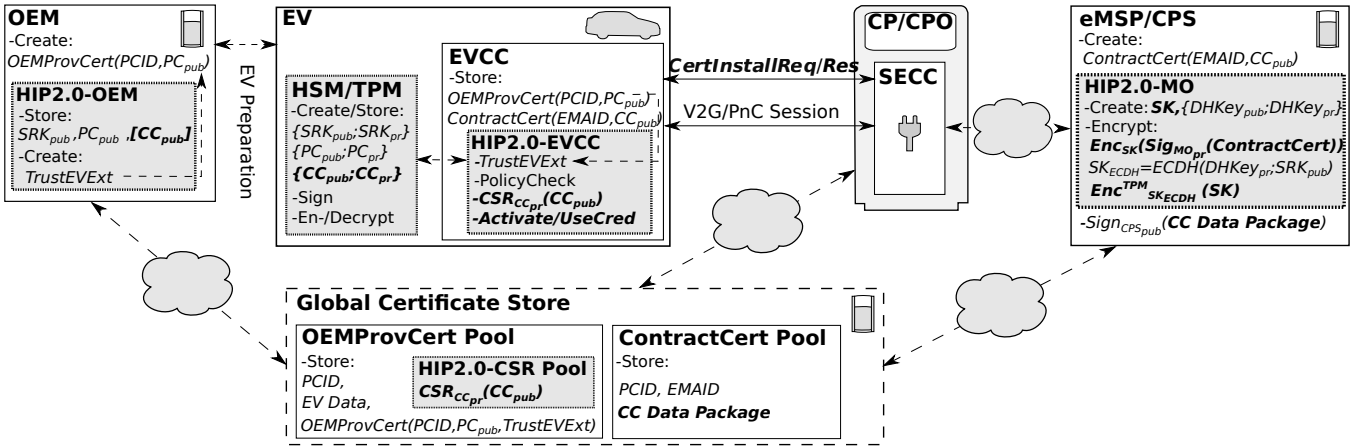 OEM
-Create:
OEMProvCert(PCID,PCpub)
HIP2.0-OEM
-Store:
SRKpub ,PCpub ,[CCpub]
-Create:
TrustEVExt
EV Preparation
EV
HSM/TPM
-Create/Store:
{SRKpub;SRKpr}
{PCpub;PCpr}
{CCpub;CCpr}
-Sign
-En-/Decrypt
EVCC
-Store:
OEMProvCert(PCID,PCpub)
ContractCert(EMAID,CCpub)
HIP2.0-EVCC
-TrustEVExt
-PolicyCheck
-CSRCCpr(CCpub)
-Activate/UseCred
CertInstallReq/Res
V2G/PnC Session
CP/CPO
SECC
eMSP/CPS
-Create:
ContractCert(EMAID,CCpub)
HIP2.0-MO
-Create: SK,{DHKeypub;DHKeypr}
-Encrypt:
EncSK(SigMOpr(ContractCert))
SKECDH=ECDH(DHKeypr;SRKpub)
EncTPMSKECDH (SK)
-SignCPSpub(CC Data Package)
Global Certificate Store
OEMProvCert Pool
-Store:
PCID,
EV Data,
OEMProvCert(PCID,PCpub,TrustEVExt)
HIP2.0-CSR Pool
CSRCCpr(CCpub)
ContractCert Pool
-Store:
PCID, EMAID
CC Data Package